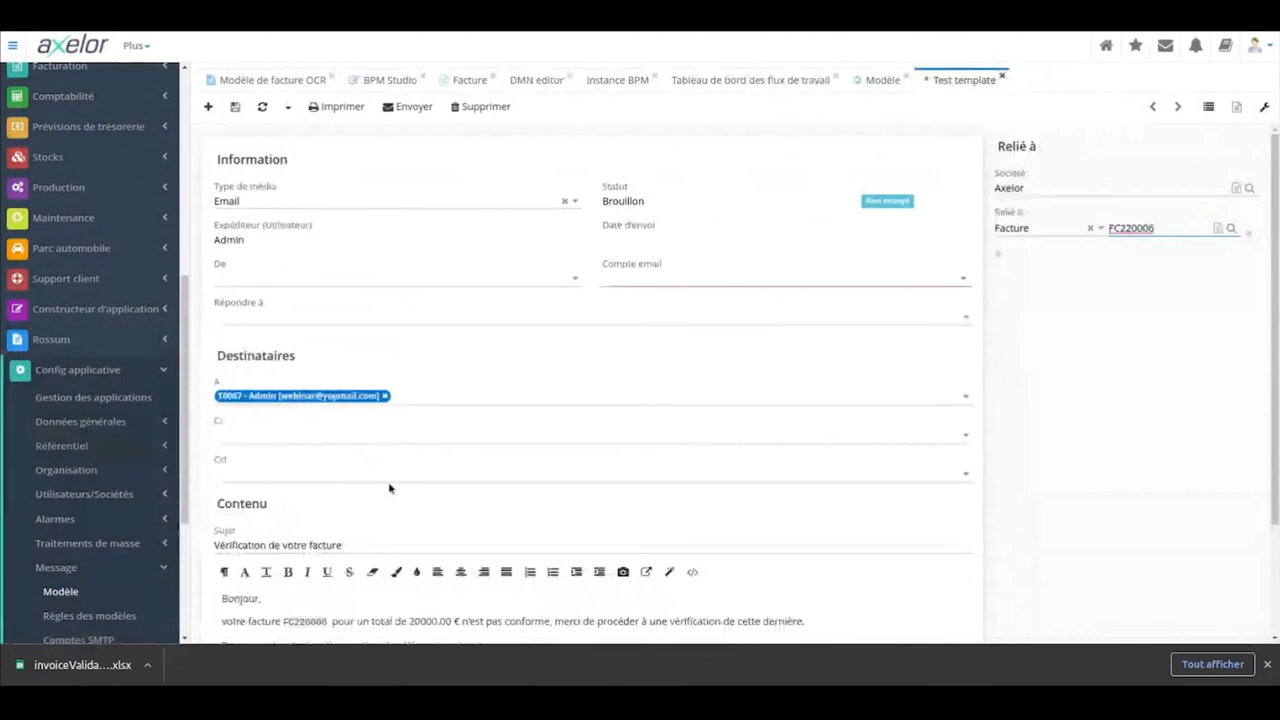 axelor
Plus
Facturation
Comptabilité
Prévisions de trésorerie
Stocks
Production
Maintenance
Parc automobile
Support client
Constructeur d'application
Rossum
Config applicative
Gestion des applications
Données générales
Référentiel
Organisation
Utilisateurs/Sociétés
Alarmes
Traitements de masse
Message
Modèle
Règles des modèles
Comptes SMTP
Modèle de facture OCR
BPM Studio
Facture
DMN editor
Instance BPM
Tableau de bord des flux de travail
Modèle
* Test template
Imprimer
Envoyer
Supprimer
Information
Type de média
Email
Statut
Brouillon
Non envoyé
Expéditeur (Utilisateur)
Admin
Date d'envoi
De
Compte email
Répondre à
Destinataires
A
T0067 - Admin [webinar@yopmail.com]
Cc
Cci
Contenu
Sujet
Vérification de votre facture
Bonjour,
votre facture FC220006 pour un total de 20000.00 € n'est pas conforme, merci de procéder à une vérification de cette dernière.
Relié à
Société
Axelor
Relié à
Facture FC220006
invoiceValida....xlsx
Tout afficher